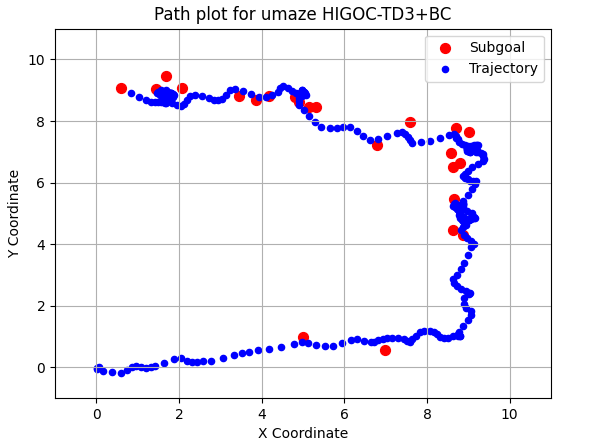 Path plot for umaze HIGOC-TD3+BC
Subgoal
Trajectory
Y Coordinate
10
8
6
4
2
0
0 2 4 6 8 10
X Coordinate